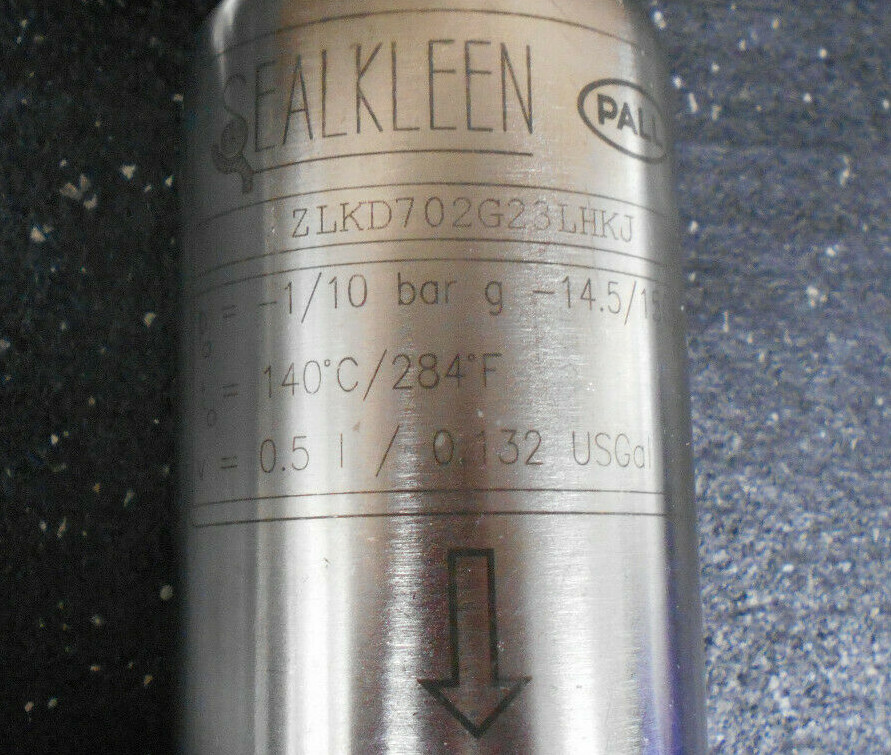 SEALKLEEN PALL
ZLKD702G23LHKJ
= -1/10 bar g -14.5/15
= 140°C/284°F
v = 0.5 l / 0.132 USGal